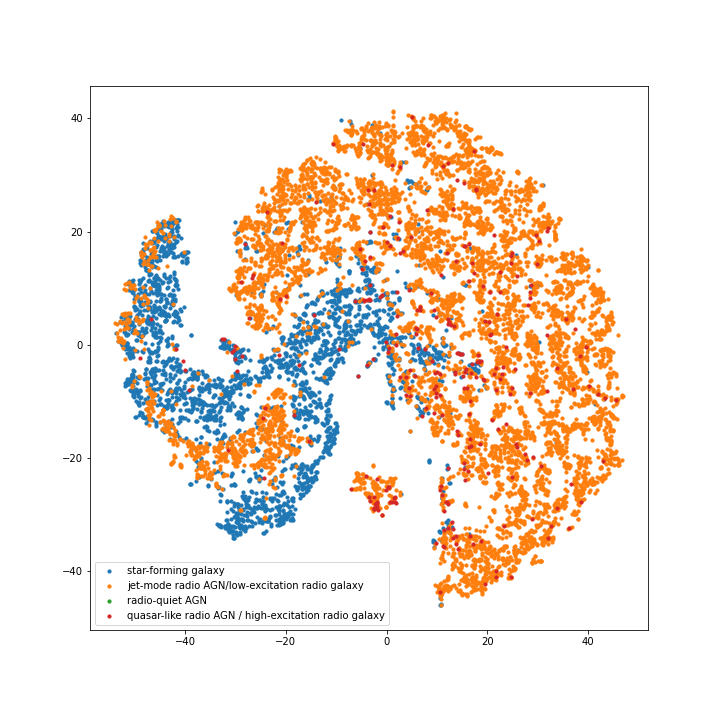 40
20
0
−20
−40
−40
−20
0
20
40
star-forming galaxy
jet-mode radio AGN/low-excitation radio galaxy
radio-quiet AGN
quasar-like radio AGN / high-excitation radio galaxy